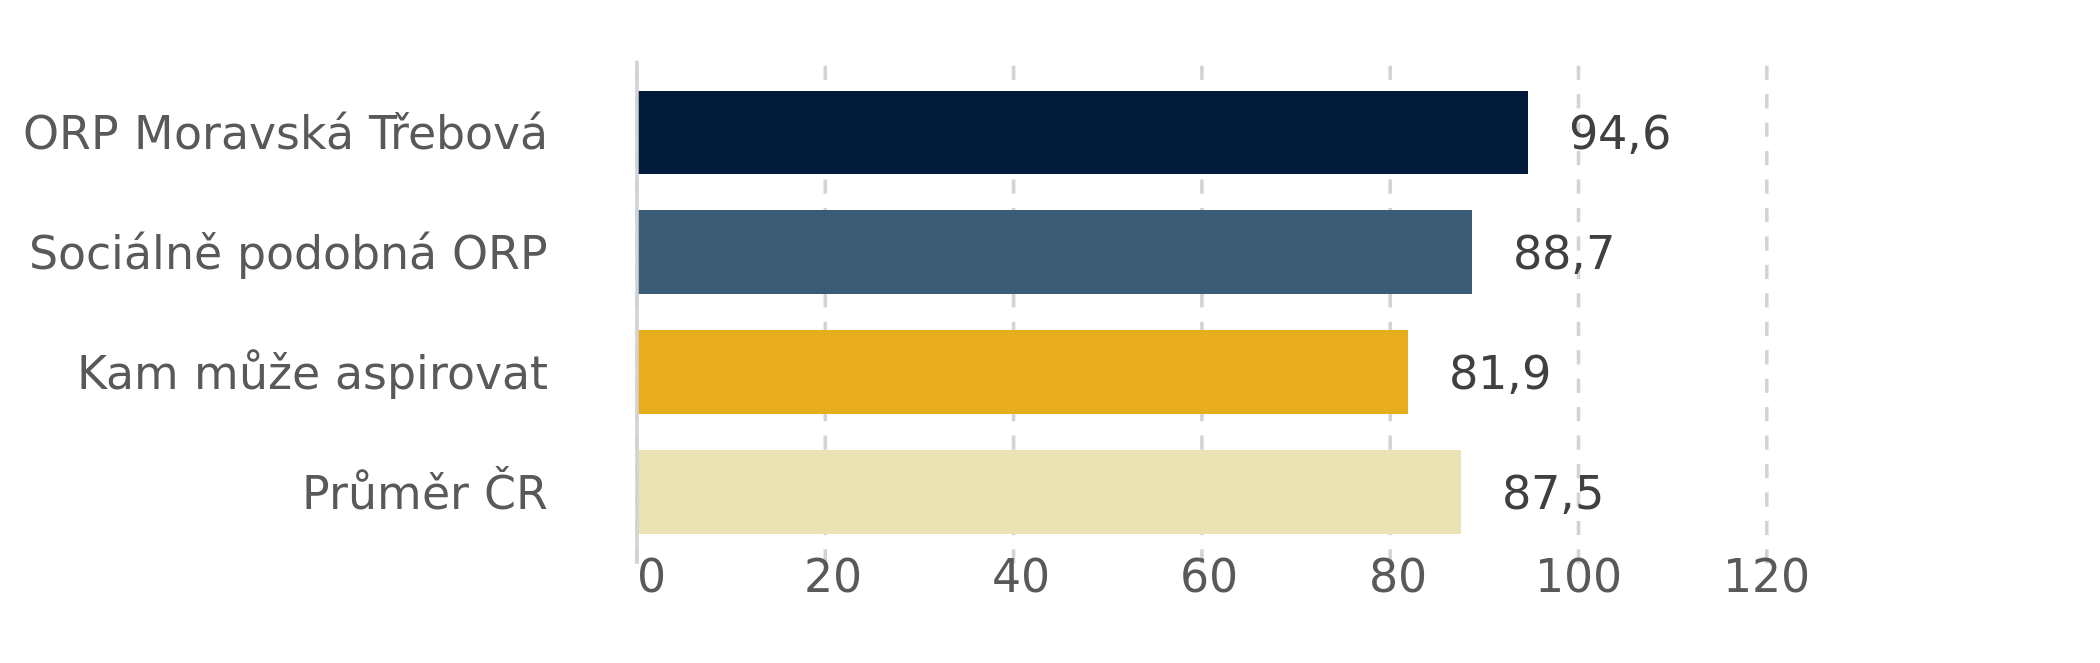 ORP Moravská Třebová 94,6
Sociálně podobná ORP 88,7
Kam může aspirovat 81,9
Průměr ČR 87,5
0 20 40 60 80 100 120